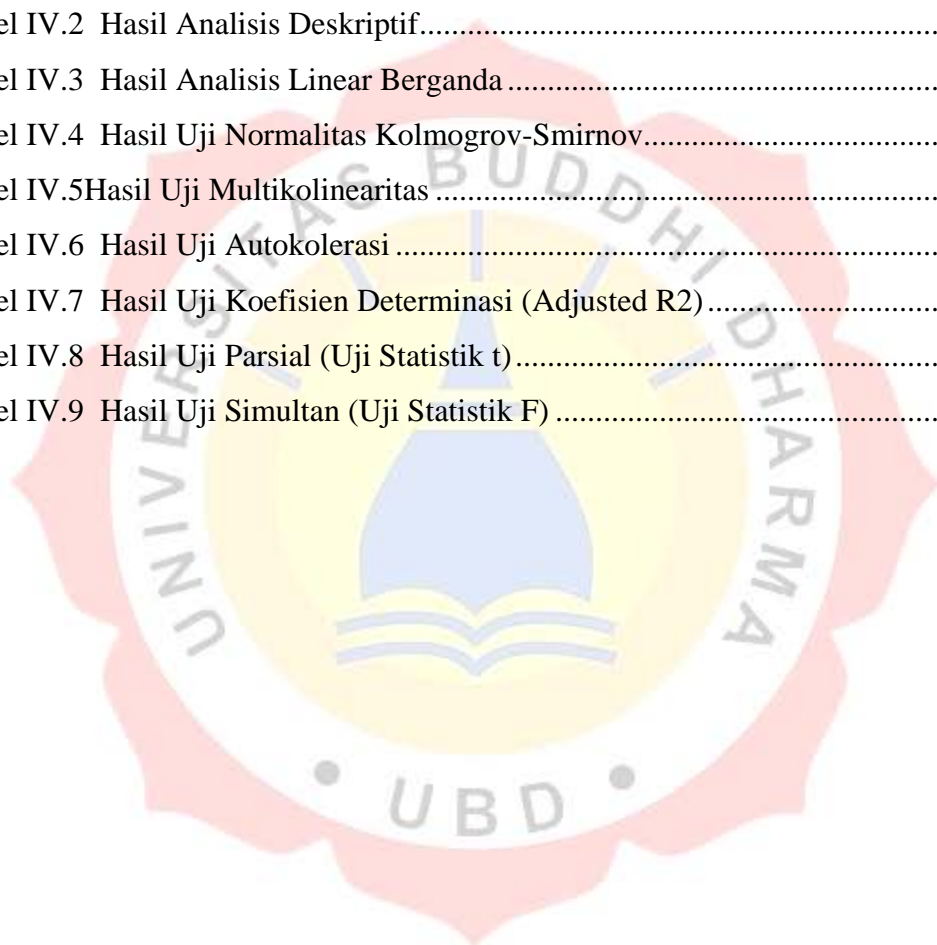 el IV.2 Hasil Analisis Deskriptif
el IV.3 Hasil Analisis Linear Berganda
el IV.4 Hasil Uji Normalitas Kolmogrov-Smirnov
el IV.5Hasil Uji Multikolinearitas
el IV.6 Hasil Uji Autokolerasi
el IV.7 Hasil Uji Koefisien Determinasi (Adjusted R2)
el IV.8 Hasil Uji Parsial (Uji Statistik t)
el IV.9 Hasil Uji Simultan (Uji Statistik F)
UNIVERSITAS BUDDHI DHARMA
• UBD •